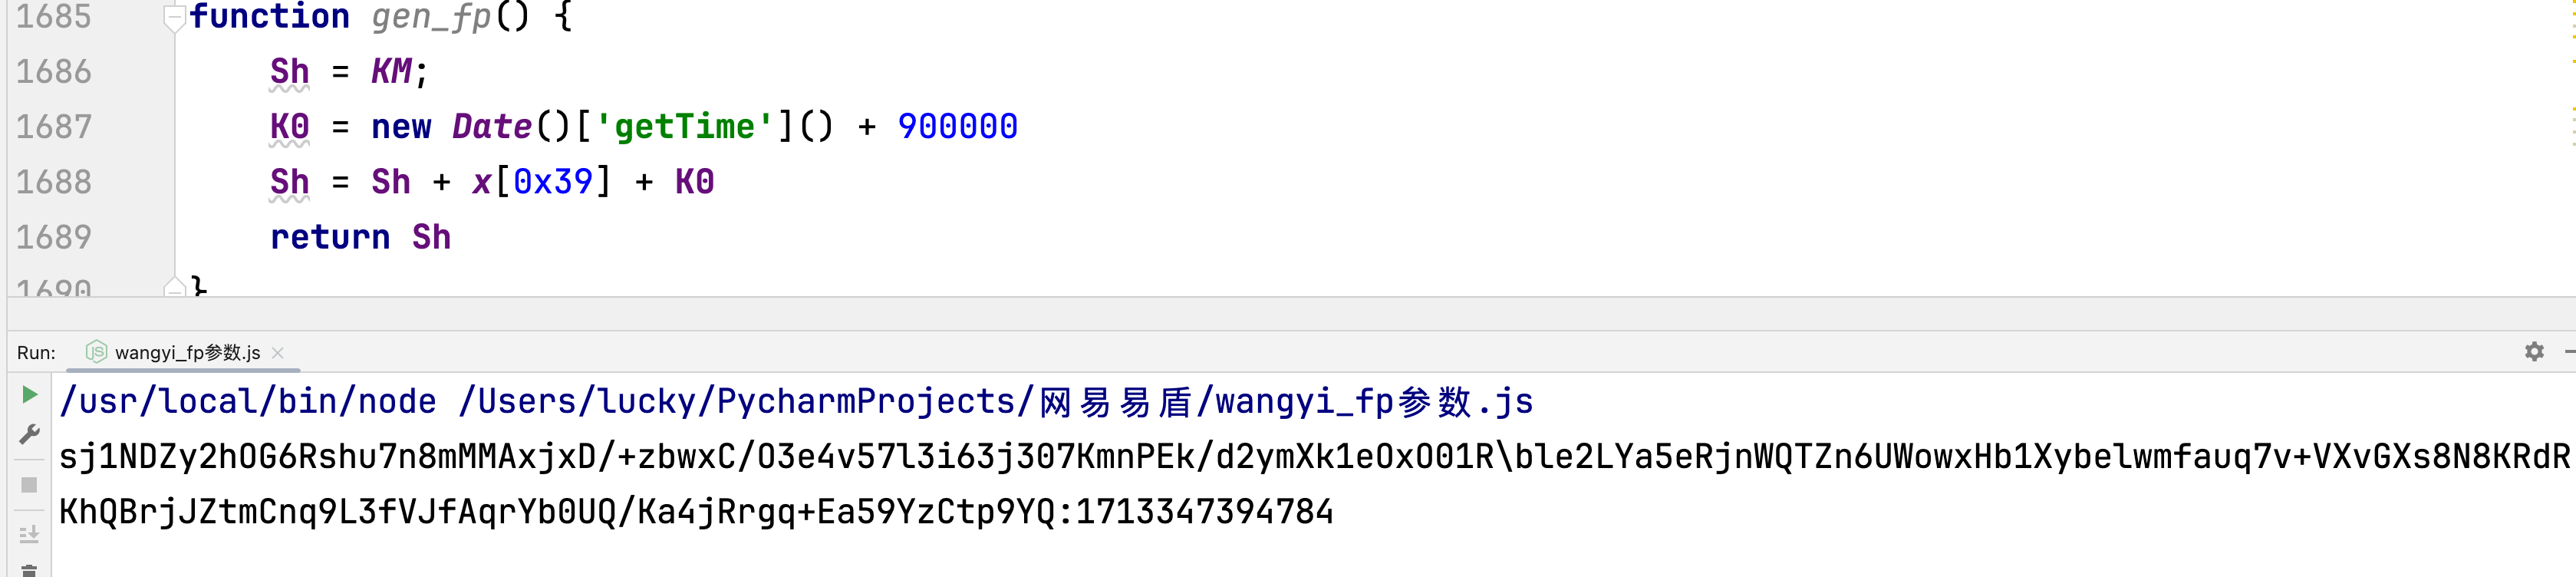 1685 function gen_fp() {
1686 Sh = KM;
1687 K0 = new Date()['getTime']() + 900000
1688 Sh = Sh + x[0x39] + K0
1689 return Sh
1690 }
Run: wangyi_fp参数.js
/usr/local/bin/node /Users/lucky/PycharmProjects/网易易盾/wangyi_fp参数.js
sj1NDZy2hOG6Rshu7n8mMMAxjxD/+zbwxC/O3e4v57l3i63j307KmnPEk/d2ymXk1eOxO01R\ble2LYa5eRjnWQTZn6UWowxHb1Xybelwmfauq7v+VXvGXs8N8KRdR
KhQBrjJZtmCnq9L3fVJfAqrYb0UQ/Ka4jRrgq+Ea59YzCtp9YQ:1713347394784